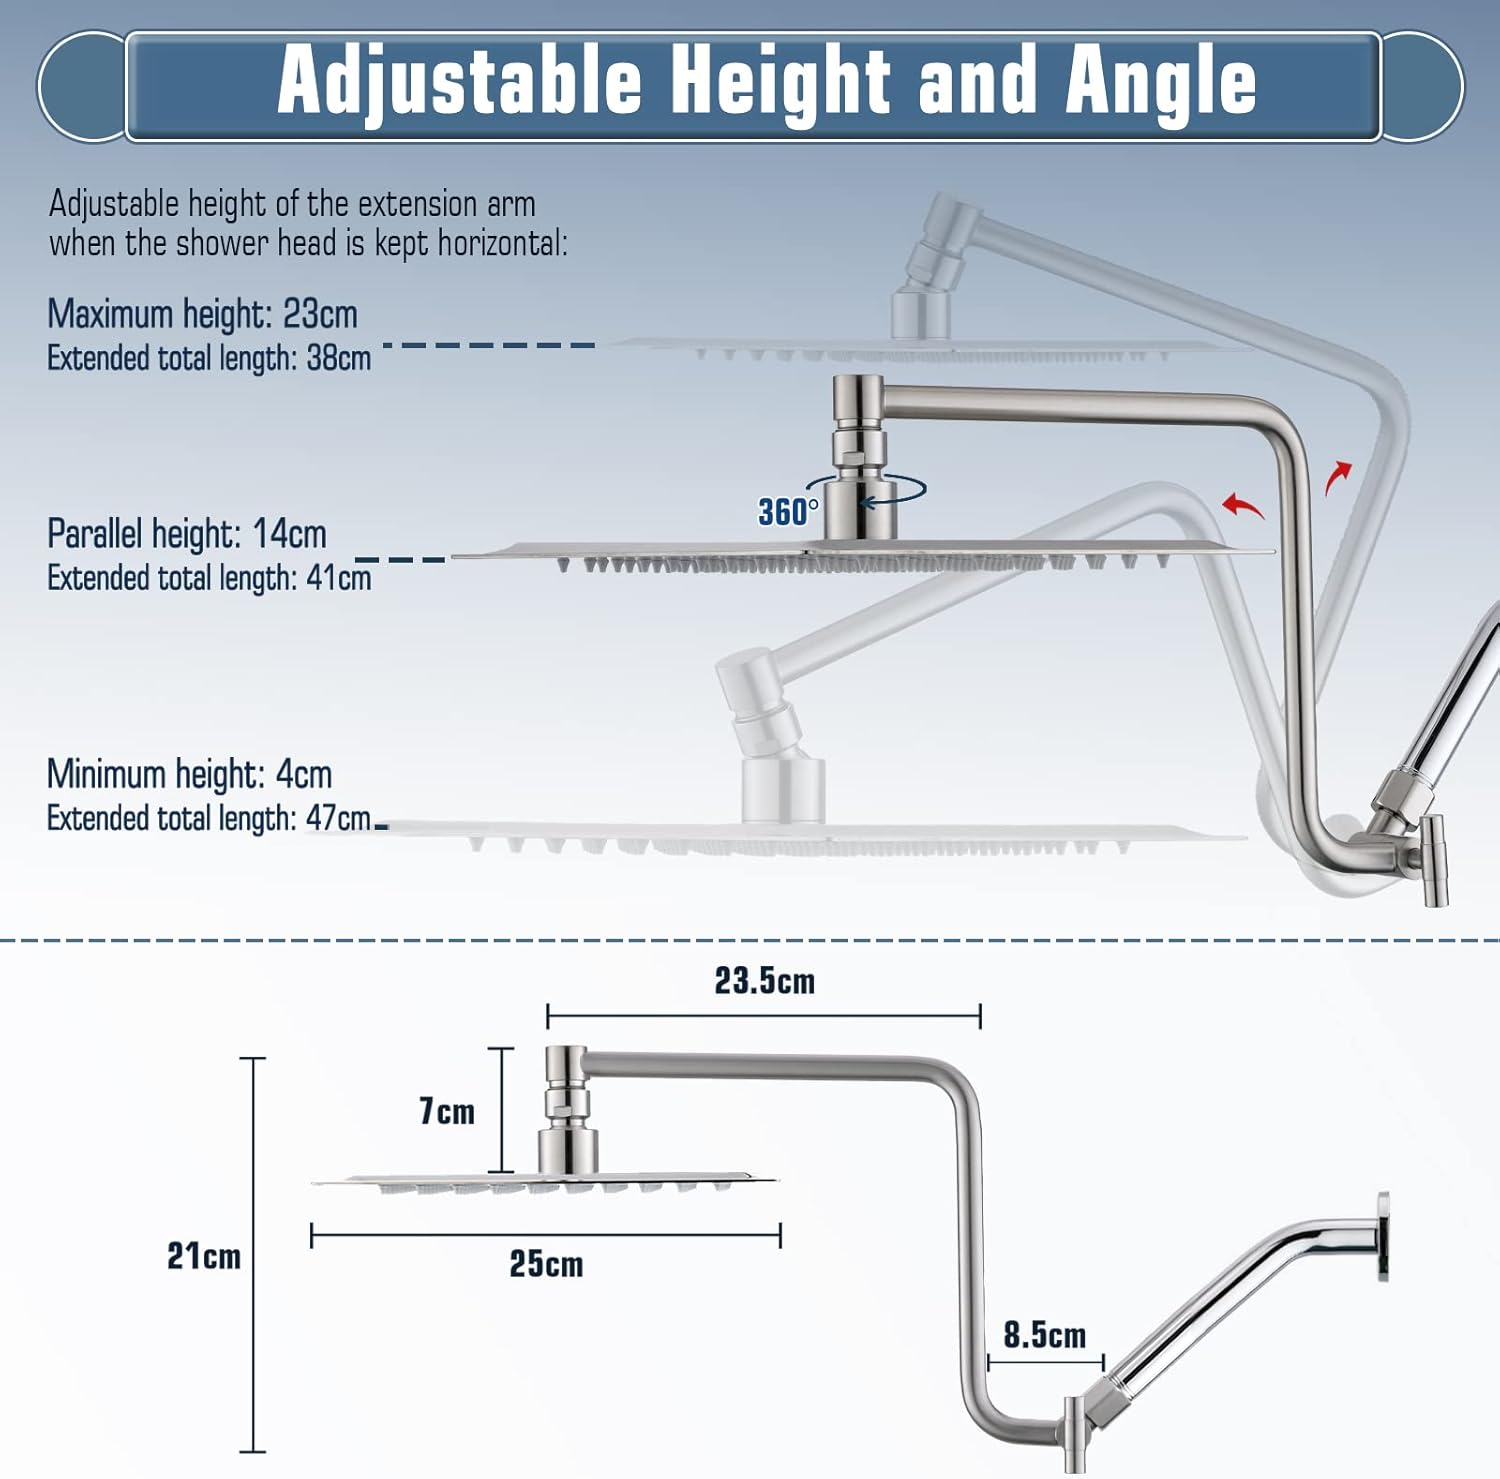 Adjustable Height and Angle
Adjustable height of the extension arm
when the shower head is kept horizontal:
Maximum height: 23cm
Extended total length: 38cm
360°
Parallel height: 14cm
Extended total length: 41cm
Minimum height: 4cm
Extended total length: 47cm
23.5cm
7cm
21cm
25cm
8.5cm